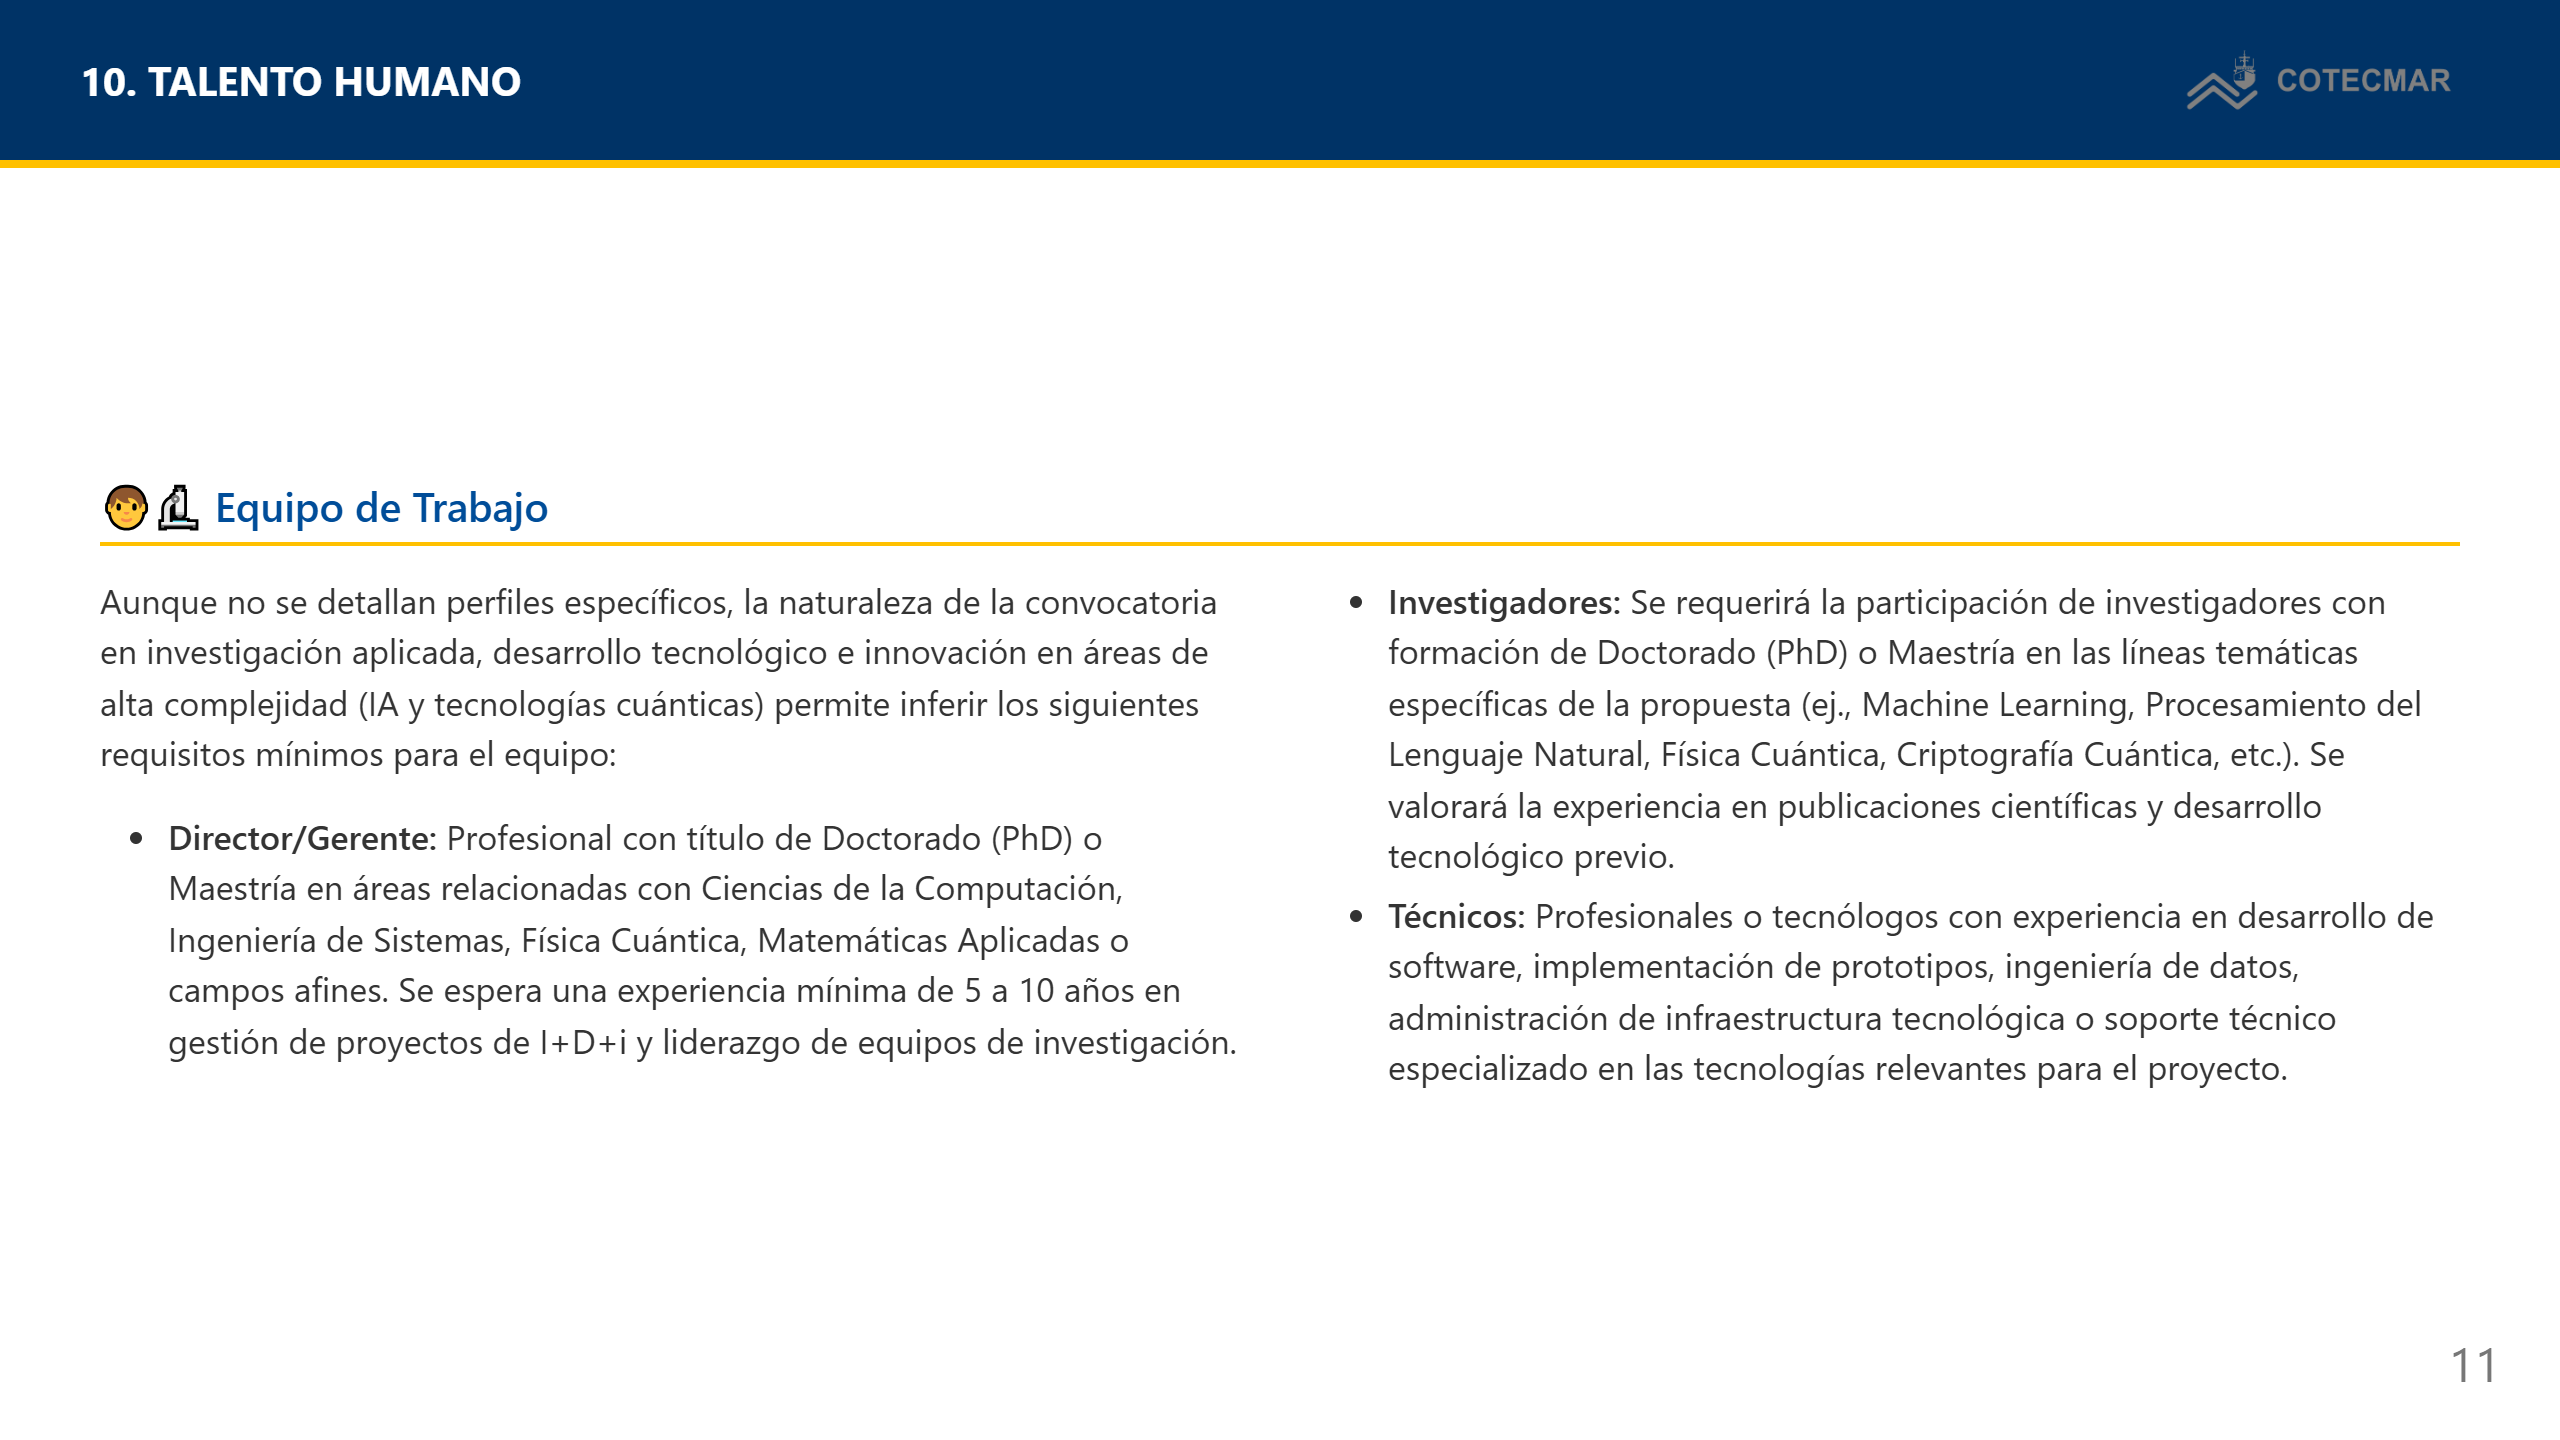 10. TALENTO HUMANO
COTECMAR
Equipo de Trabajo
Aunque no se detallan perfiles específicos, la naturaleza de la convocatoria
en investigación aplicada, desarrollo tecnológico e innovación en áreas de
alta complejidad (IA y tecnologías cuánticas) permite inferir los siguientes
requisitos mínimos para el equipo:
• Director/Gerente: Profesional con título de Doctorado (PhD) o
Maestría en áreas relacionadas con Ciencias de la Computación,
Ingeniería de Sistemas, Física Cuántica, Matemáticas Aplicadas o
campos afines. Se espera una experiencia mínima de 5 a 10 años en
gestión de proyectos de I+D+i y liderazgo de equipos de investigación.
• Investigadores: Se requerirá la participación de investigadores con
formación de Doctorado (PhD) o Maestría en las líneas temáticas
específicas de la propuesta (ej., Machine Learning, Procesamiento del
Lenguaje Natural, Física Cuántica, Criptografía Cuántica, etc.). Se
valorará la experiencia en publicaciones científicas y desarrollo
tecnológico previo.
• Técnicos: Profesionales o tecnólogos con experiencia en desarrollo de
software, implementación de prototipos, ingeniería de datos,
administración de infraestructura tecnológica o soporte técnico
especializado en las tecnologías relevantes para el proyecto.
11